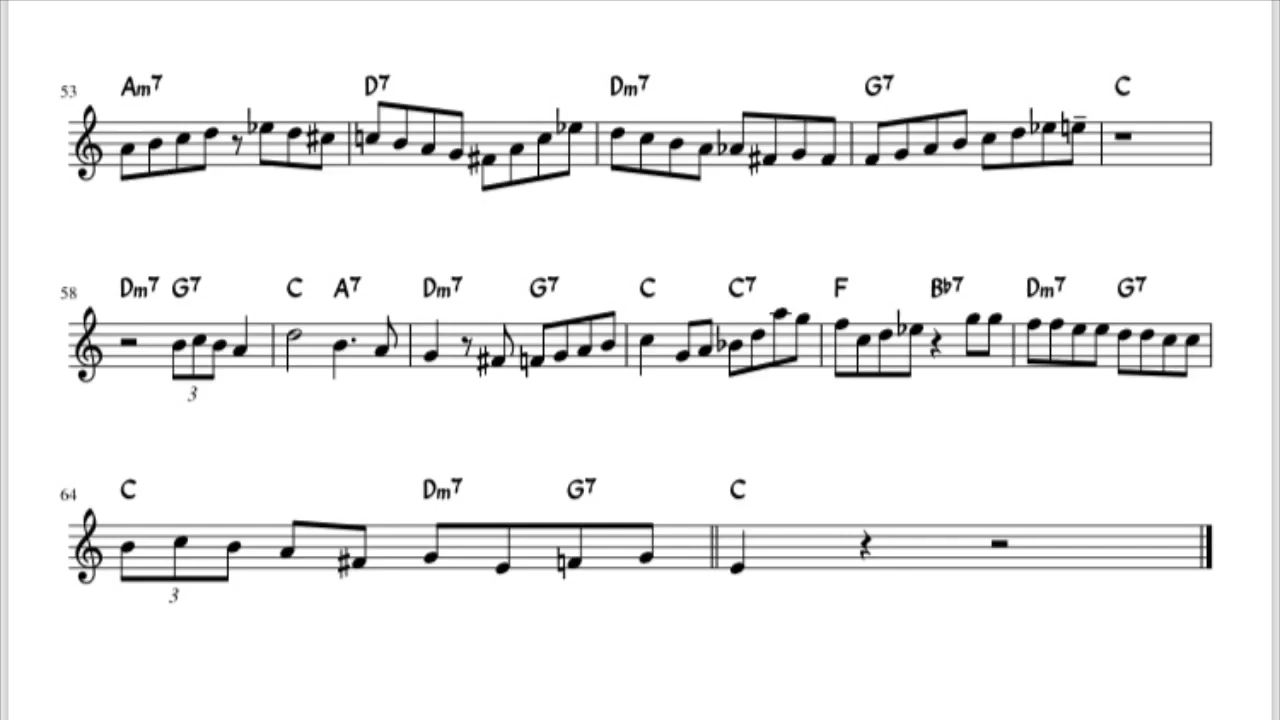 Am7 D7 Dm7 G7 C
53
Dm7 G7 C A7 Dm7 G7 C C7 F B♭7 Dm7 G7
58
3
C Dm7 G7 C
64
3